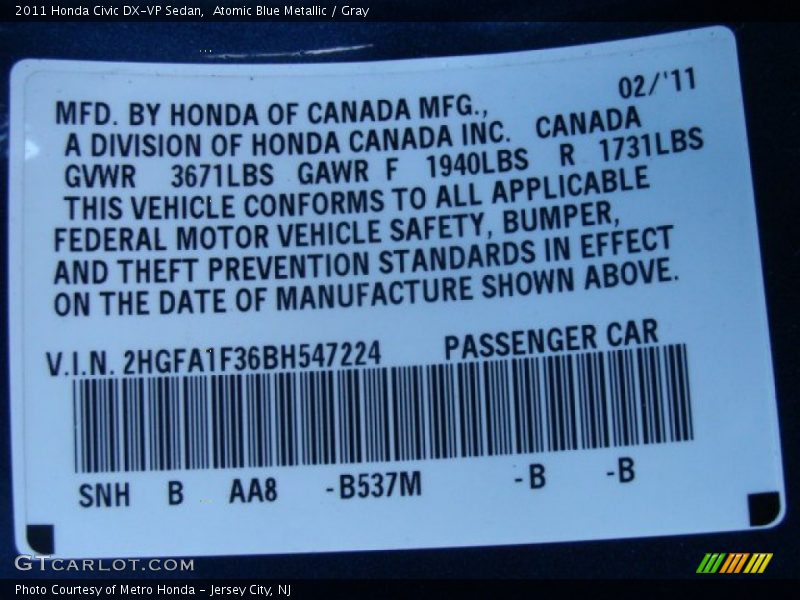 2011 Honda Civic DX-VP Sedan,  Atomic Blue Metallic / Gray
02/'11
MFD. BY HONDA OF CANADA MFG.,
A DIVISION OF HONDA CANADA INC. CANADA
GVWR 3671LBS GAWR F 1940LBS R 1731LBS
THIS VEHICLE CONFORMS TO ALL APPLICABLE
FEDERAL MOTOR VEHICLE SAFETY, BUMPER,
AND THEFT PREVENTION STANDARDS IN EFFECT
ON THE DATE OF MANUFACTURE SHOWN ABOVE.
V.I.N. 2HGFA1F36BH547224 PASSENGER CAR
SNH B AA8 -B537M -B -B
GTCARLOT.COM
Photo Courtesy of Metro Honda - Jersey City, NJ